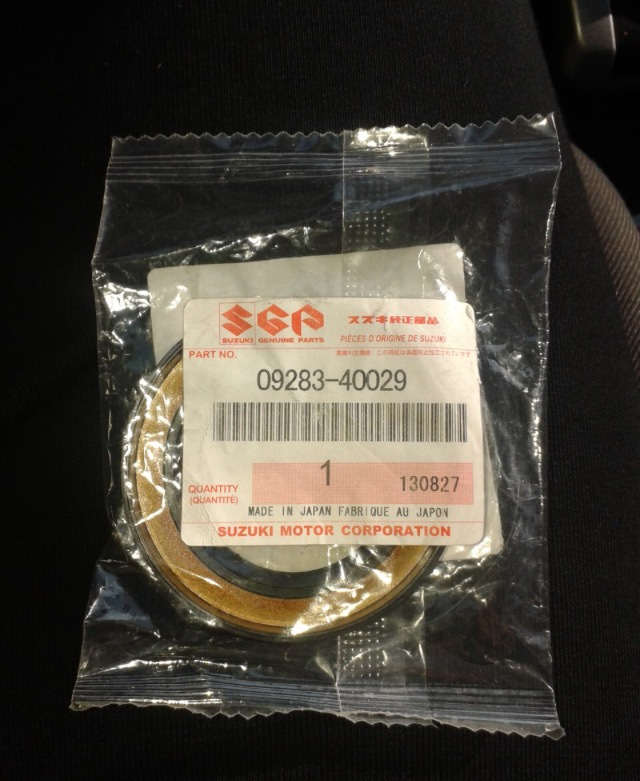 SGP
SUZUKI GENUINE PARTS
スズキ純正部品
PIÈCES D'ORIGINE DE SUZUKI
PART NO.
09283-40029
QUANTITY
(QUANTITÉ)
1
130827
MADE IN JAPAN FABRIQUE AU JAPON
SUZUKI MOTOR CORPORATION